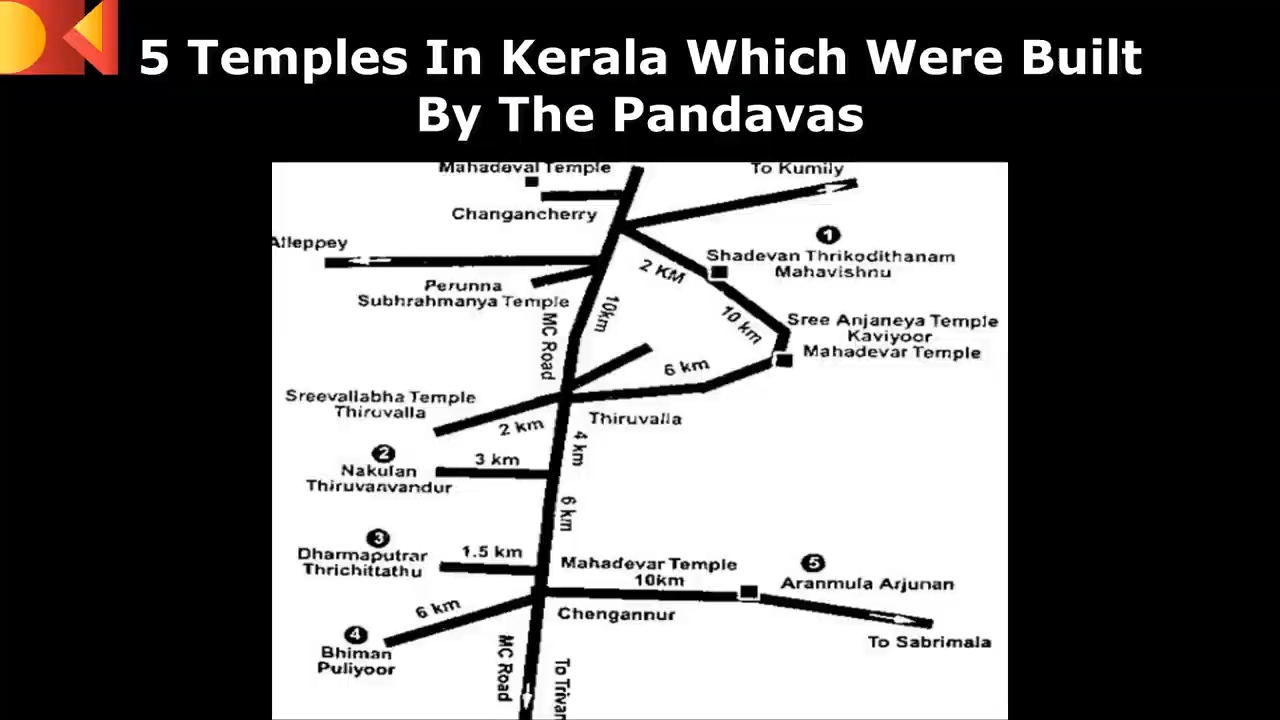 5 Temples In Kerala Which Were Built
By The Pandavas
Mahadeval Temple
To Kumily
Changancherry
1
Alleppey
Shadevan Thrikodithanam
Mahavishnu
2 KM
Perunna
Subhrahmanya Temple
10km
10 km
MC Road
Sree Anjaneya Temple
Kaviyoor
Mahadevar Temple
6 km
Sreevallabha Temple
Thiruvalla
2 km
Thiruvalla
4 km
2
Nakulan
Thiruvanvandur
3 km
6 km
3
Dharmaputrar
Thrichittathu
1.5 km
Mahadevar Temple
10km
5
Aranmula Arjunan
6 km
Chengannur
4
Bhiman
Puliyoor
To Sabrimala
MC Road
To Trivan